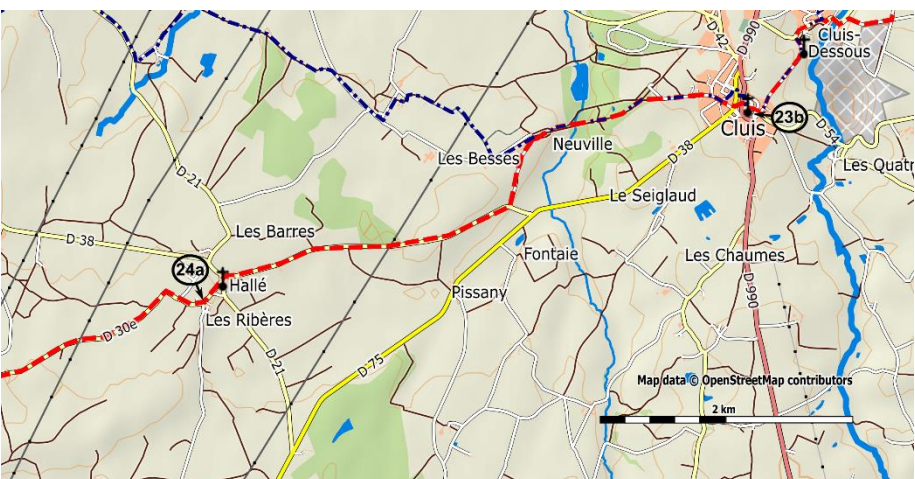 Cluis-
Dessous
D 42
D-990
23b
Cluis
D-54
Neuville
Les Besses
D-38
Les Quatr
D-21
Le Seiglaud
Les Barres
D 38
Les Chaumes
Fontaie
24a
Hallé
Pissany
D-990
Les Ribères
D 30e
D-21
D-75
Map data © OpenStreetMap contributors
2 km